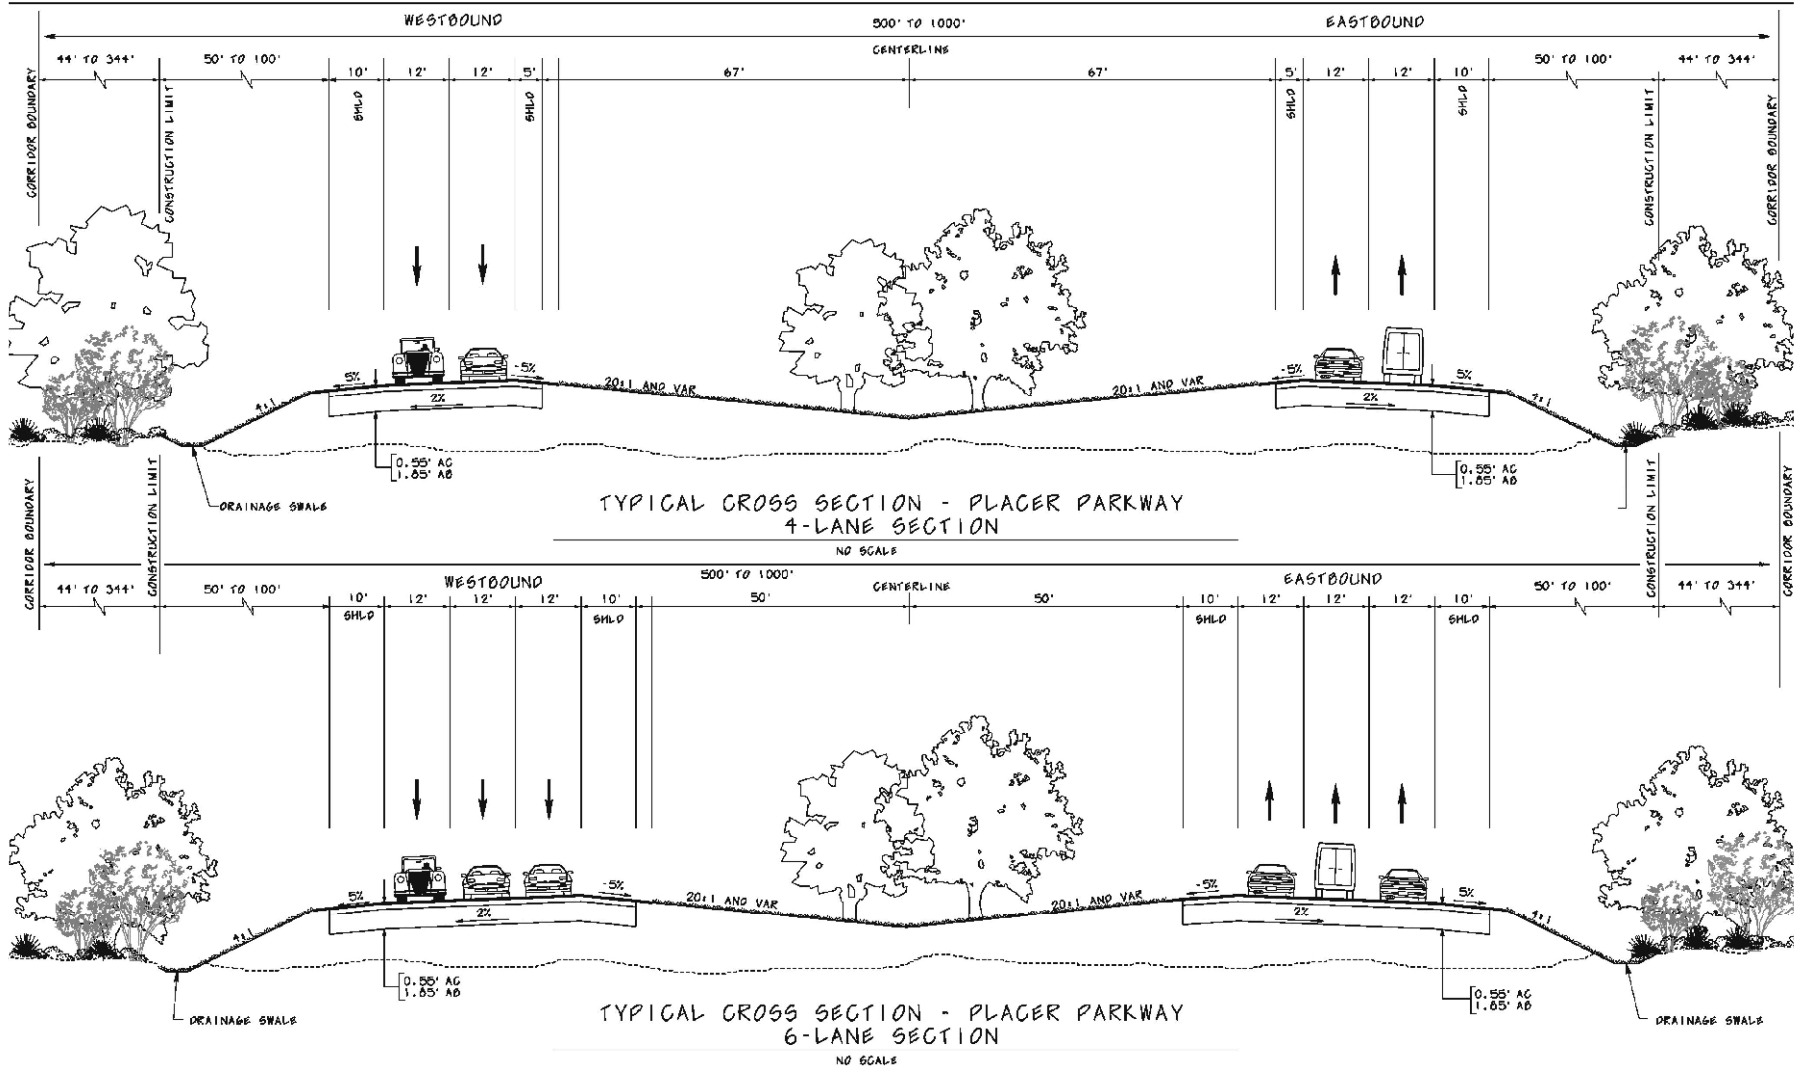 WESTBOUND 500' TO 1000' EASTBOUND
CENTERLINE
44' TO 344' 50' TO 100' 10' 12' 12' 5' 67' 67' 5' 12' 12' 10' 50' TO 100' 44' TO 344'
CORRIDOR BOUNDARY
CONSTRUCTION LIMIT
SHLD
SHLD
SHLD
SHLD
CONSTRUCTION LIMIT
CORRIDOR BOUNDARY
4:1 5% 2% -5% 20:1 AND VAR 20:1 AND VAR -5% 2% 5% 4:1
0.55' AC
1.85' AB
0.55' AC
1.85' AB
DRAINAGE SWALE
TYPICAL CROSS SECTION - PLACER PARKWAY
4-LANE SECTION
NO SCALE
CORRIDOR BOUNDARY
CONSTRUCTION LIMIT
CONSTRUCTION LIMIT
CORRIDOR BOUNDARY
WESTBOUND 500' TO 1000' CENTERLINE EASTBOUND
44' TO 344' 50' TO 100' 10' 12' 12' 12' 10' 50' 50' 10' 12' 12' 12' 10' 50' TO 100' 44' TO 344'
SHLD SHLD SHLD SHLD
4:1 5% 2% -5% 20:1 AND VAR 20:1 AND VAR -5% 2% 5% 4:1
0.55' AC
1.85' AB
0.55' AC
1.85' AB
DRAINAGE SWALE
DRAINAGE SWALE
TYPICAL CROSS SECTION - PLACER PARKWAY
6-LANE SECTION
NO SCALE